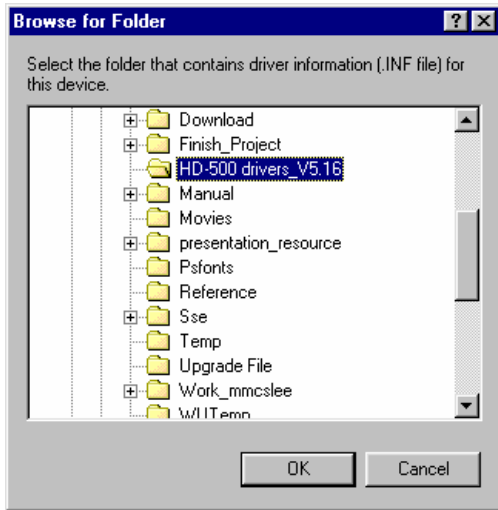 Browse for Folder
Select the folder that contains driver information (.INF file) for
this device.
Download
Finish_Project
HD-500 drivers_V5.16
Manual
Movies
presentation_resource
Psfonts
Reference
Sse
Temp
Upgrade File
Work_mmcslee
WUTemp
OK
Cancel